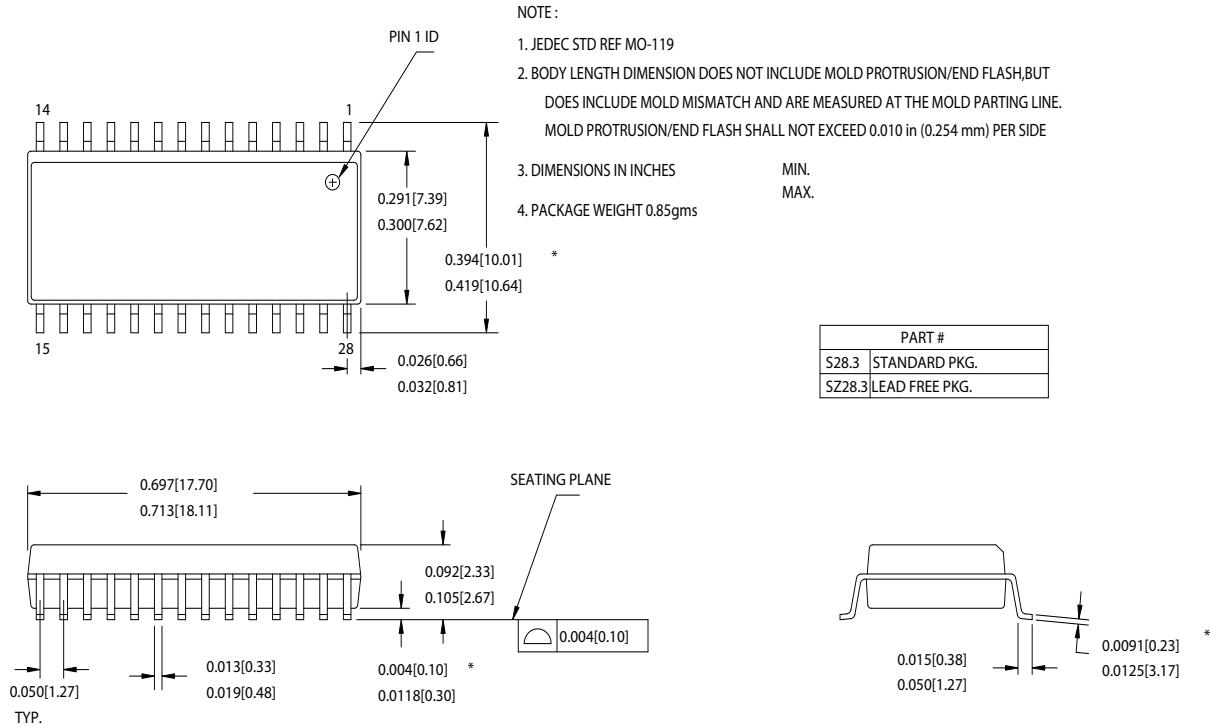 NOTE :
1. JEDEC STD REF MO-119
2. BODY LENGTH DIMENSION DOES NOT INCLUDE MOLD PROTRUSION/END FLASH,BUT
DOES INCLUDE MOLD MISMATCH AND ARE MEASURED AT THE MOLD PARTING LINE.
MOLD PROTRUSION/END FLASH SHALL NOT EXCEED 0.010 in (0.254 mm) PER SIDE
3. DIMENSIONS IN INCHES MIN.
MAX.
4. PACKAGE WEIGHT 0.85gms
PIN 1 ID
14 1
0.291[7.39]
0.300[7.62]
0.394[10.01] *
0.419[10.64]
15 28
0.026[0.66]
0.032[0.81]
PART #
S28.3 STANDARD PKG.
SZ28.3 LEAD FREE PKG.
0.697[17.70]
0.713[18.11]
SEATING PLANE
0.092[2.33]
0.105[2.67]
0.004[0.10]
0.050[1.27]
TYP.
0.013[0.33]
0.019[0.48]
0.004[0.10] *
0.0118[0.30]
0.015[0.38]
0.050[1.27]
0.0091[0.23] *
0.0125[3.17]